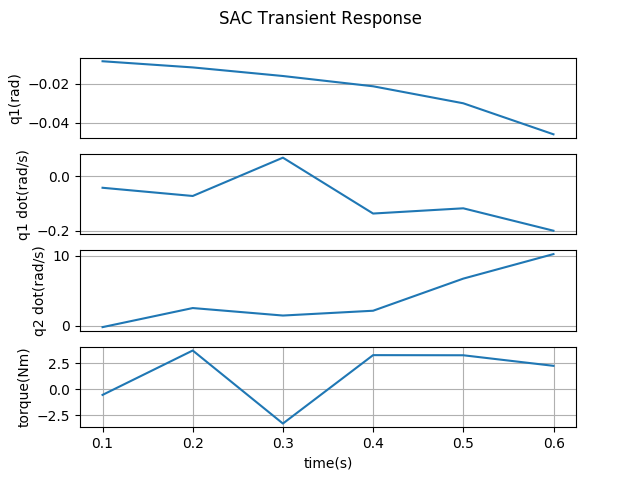 SAC Transient Response
q1(rad)
−0.02
−0.04
q1 dot(rad/s)
0.0
−0.2
q2 dot(rad/s)
10
0
torque(Nm)
2.5
0.0
−2.5
0.1 0.2 0.3 0.4 0.5 0.6
time(s)